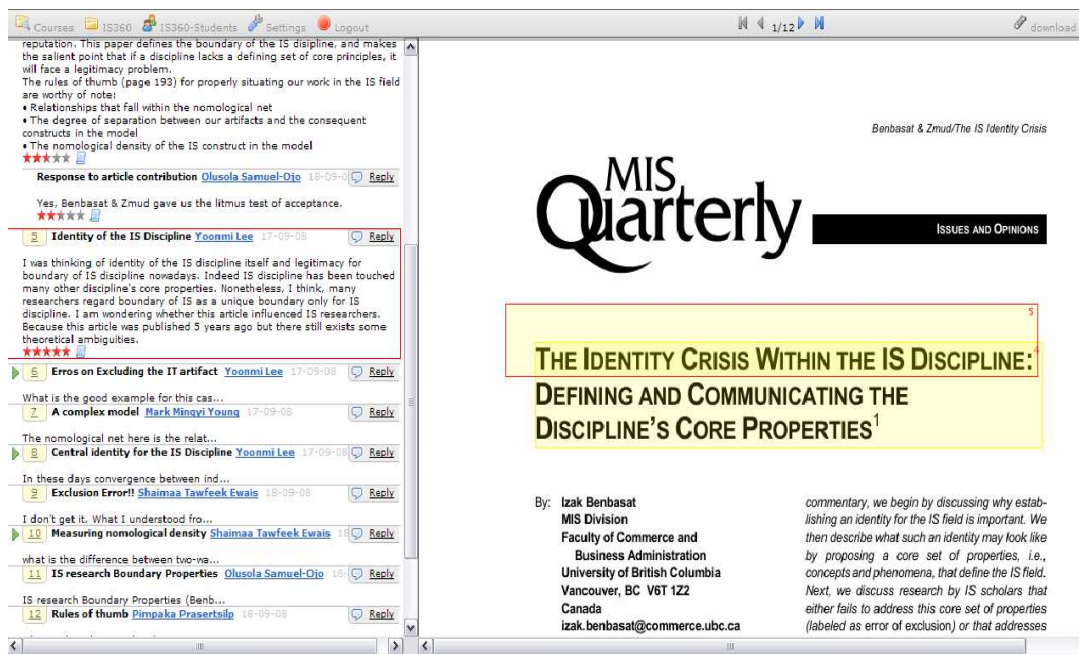 Courses IS360 IS360-Students Settings Logout
1/12
download
reputation. This paper defines the boundary of the IS disipline, and makes
the salient point that if a discipline lacks a defining set of core principles, it
will face a legitimacy problem.
The rules of thumb (page 193) for properly situating our work in the IS field
are worthy of note:
• Relationships that fall within the nomological net
• The degree of separation between our artifacts and the consequent
constructs in the model
• The nomological density of the IS construct in the model
Response to article contribution Olusola Samuel-Ojo 18-09-0 Reply
Yes, Benbasat & Zmud gave us the litmus test of acceptance.
5 Identity of the IS Discipline Yoonmi Lee 17-09-08 Reply
I was thinking of identity of the IS discipline itself and legitimacy for
boundary of IS discipline nowadays. Indeed IS discipline has been touched
many other discipline's core properties. Nonetheless, I think, many
researchers regard boundary of IS as a unique boundary only for IS
discipline. I am wondering whether this article influenced IS researchers.
Because this article was published 5 years ago but there still exists some
theoretical ambiguities.
6 Erros on Excluding the IT artifact Yoonmi Lee 17-09-08 Reply
What is the good example for this cas...
7 A complex model Mark Mingyi Young 17-09-08 Reply
The nomological net here is the relat...
8 Central identity for the IS Discipline Yoonmi Lee 17-09-08 Reply
In these days convergence between ind...
9 Exclusion Error!! Shaimaa Tawfeek Ewais 18-09-08 Reply
I don't get it. What I understood fro...
10 Measuring nomological density Shaimaa Tawfeek Ewais 18 Reply
what is the difference between two-wa...
11 IS research Boundary Properties Olusola Samuel-Ojo 18- Reply
IS research Boundary Properties (Benb...
12 Rules of thumb Pimpaka Prasertsilp 18-09-08 Reply
Benbasat & Zmud/The IS Identity Crisis
MIS
Quarterly
ISSUES AND OPINIONS
5
THE IDENTITY CRISIS WITHIN THE IS DISCIPLINE:
4
DEFINING AND COMMUNICATING THE
DISCIPLINE'S CORE PROPERTIES1
By: Izak Benbasat
MIS Division
Faculty of Commerce and
Business Administration
University of British Columbia
Vancouver, BC V6T 1Z2
Canada
izak.benbasat@commerce.ubc.ca
commentary, we begin by discussing why estab-
lishing an identity for the IS field is important. We
then describe what such an identity may look like
by proposing a core set of properties, i.e.,
concepts and phenomena, that define the IS field.
Next, we discuss research by IS scholars that
either fails to address this core set of properties
(labeled as error of exclusion) or that addresses